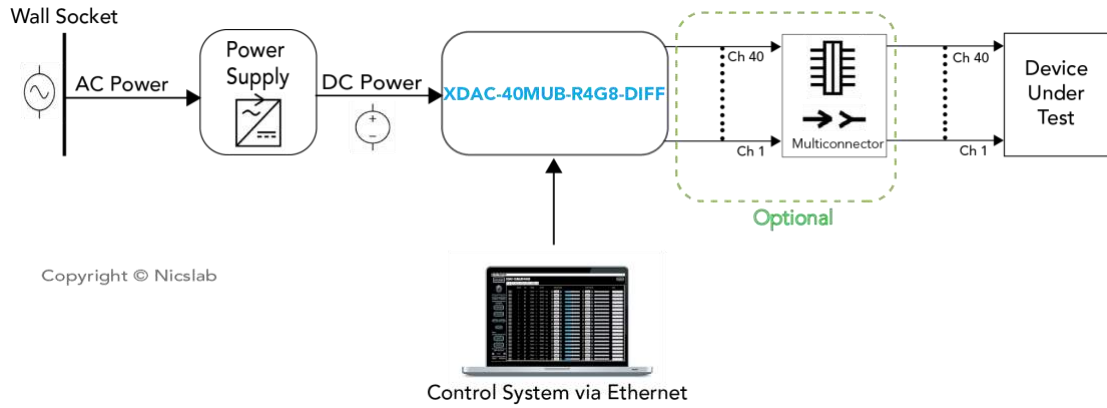 Wall Socket
AC Power
Power
Supply
DC Power
XDAC-40MUB-R4G8-DIFF
Ch 40
Ch 1
Multiconnector
Optional
Ch 40
Ch 1
Device
Under
Test
Copyright © Nicslab
Control System via Ethernet